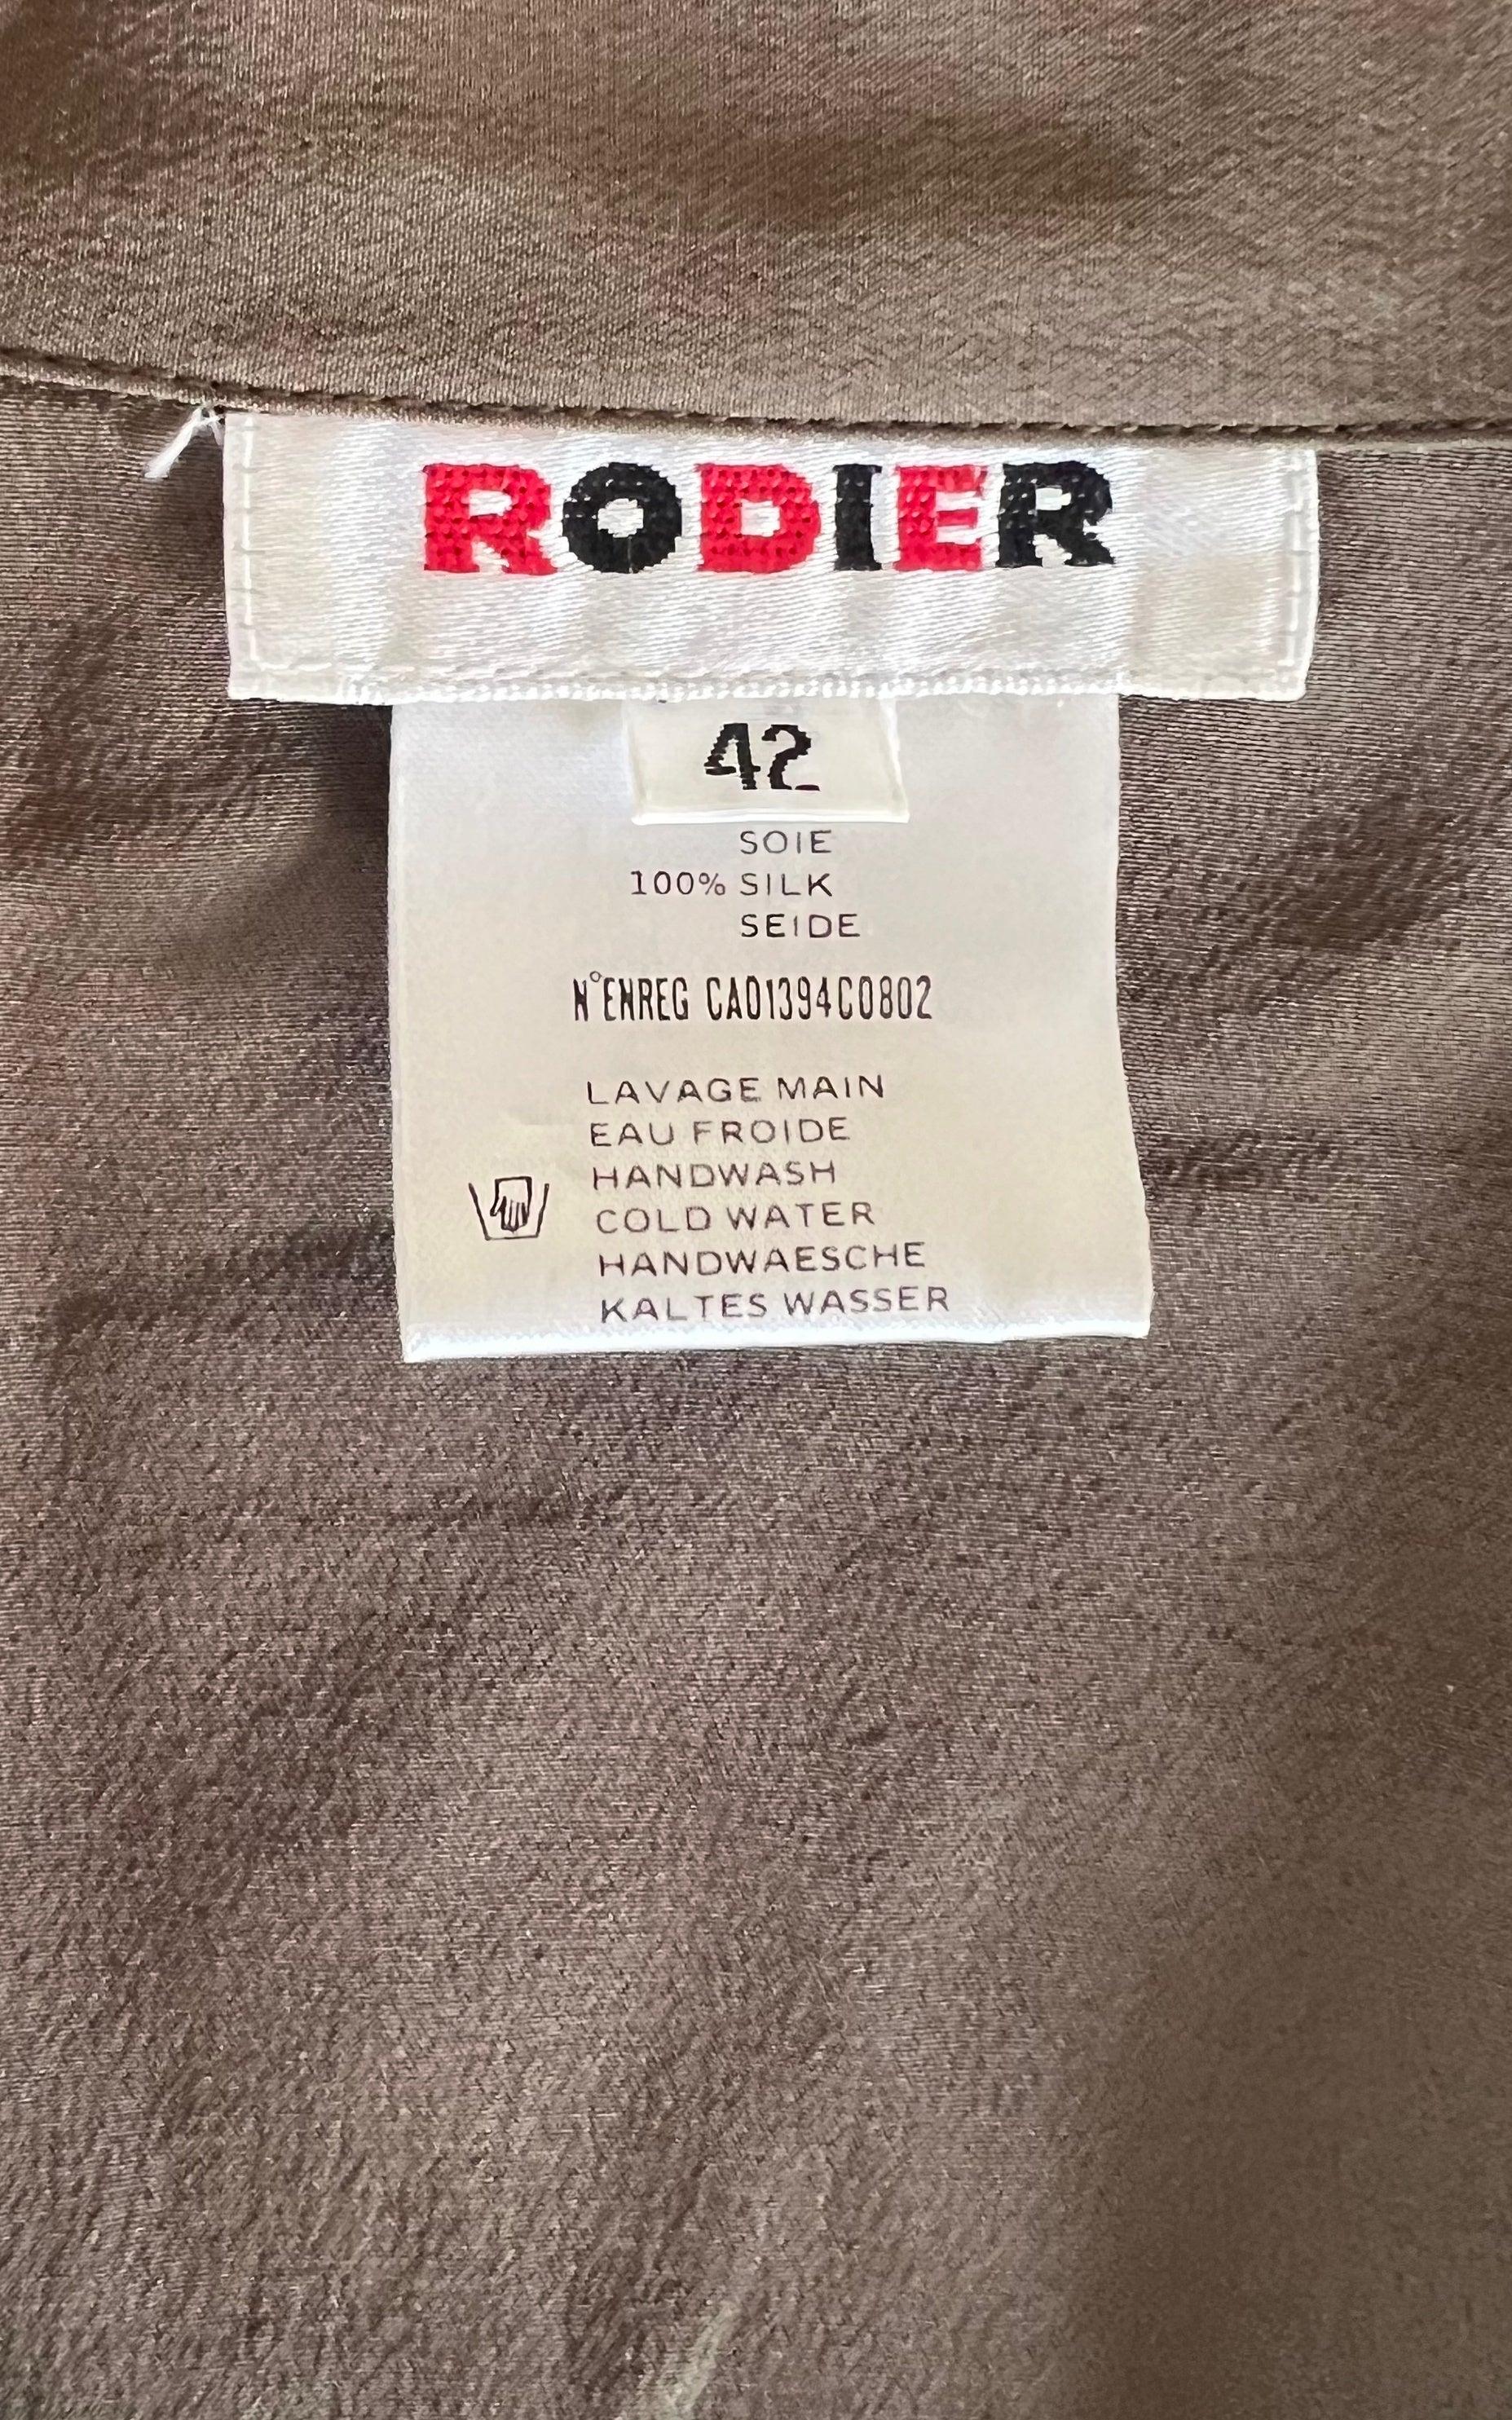 RODIER
42
SOIE
100% SILK
SEIDE
N°ENREG CA01394C0802
LAVAGE MAIN
EAU FROIDE
HANDWASH
COLD WATER
HANDWAESCHE
KALTES WASSER